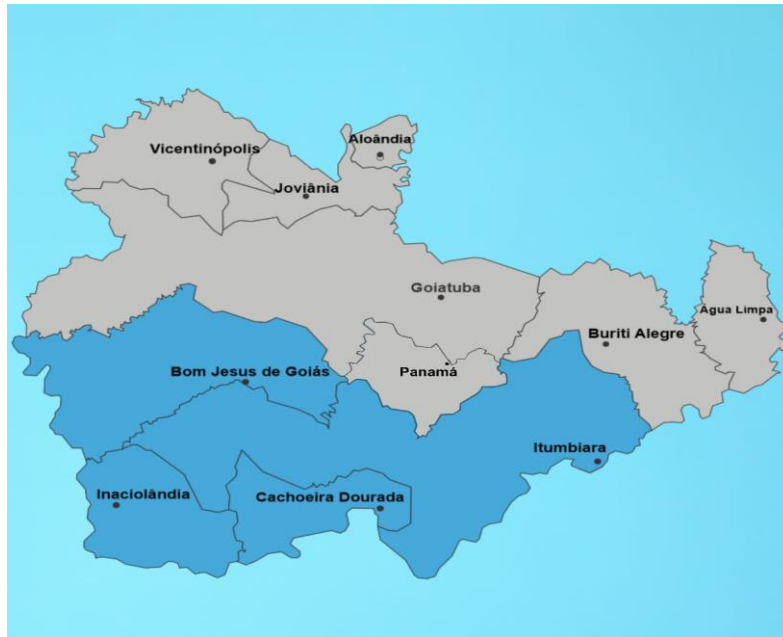 Aloândia
Vicentinópolis
Joviânia
Goiatuba
Água Limpa
Buriti Alegre
Bom Jesus de Goiás
Panamá
Itumbiara
Inaciolândia
Cachoeira Dourada